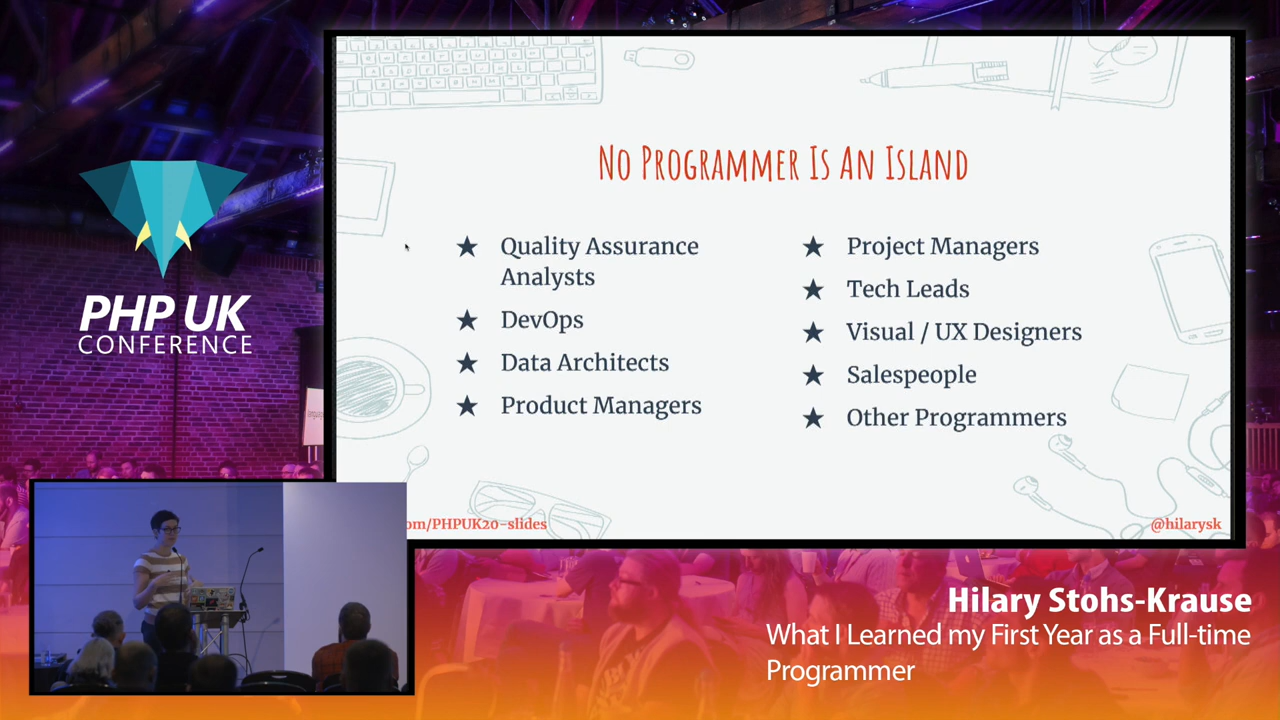 No Programmer Is An Island
★ Quality Assurance
Analysts
★ DevOps
★ Data Architects
★ Product Managers
★ Project Managers
★ Tech Leads
★ Visual / UX Designers
★ Salespeople
★ Other Programmers
om/PHPUK20-slides
@hilarysk
PHP UK
CONFERENCE
Hilary Stohs-Krause
What I Learned my First Year as a Full-time
Programmer